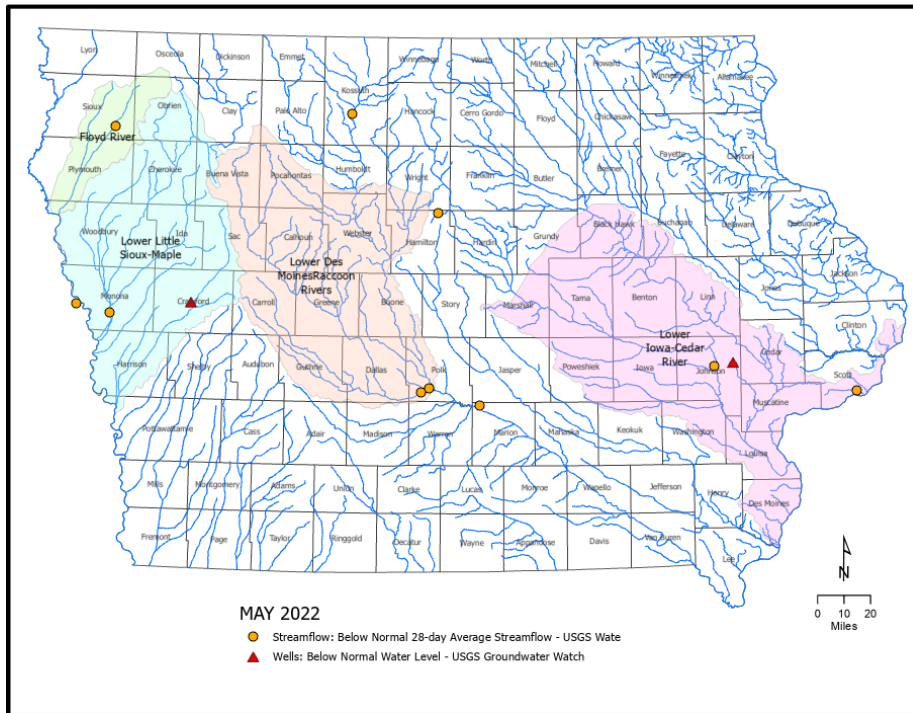 Lyon
Osceola
Dickinson
Emmet
Winnebago
Worth
Mitchell
Howard
Winneshiek
Allamakee
Sioux
Obrien
Clay
Palo Alto
Kossuth
Hancock
Cerro Gordo
Floyd
Chickasaw
Floyd River
Plymouth
Cherokee
Buena Vista
Pocahontas
Humboldt
Wright
Franklin
Butler
Bremer
Fayette
Clayton
Woodbury
Ida
Sac
Calhoun
Webster
Hamilton
Hardin
Grundy
Black Hawk
Buchanan
Delaware
Dubuque
Lower Little
Sioux-Maple
Lower Des
MoinesRaccoon
Rivers
Monona
Crawford
Carroll
Greene
Boone
Story
Marshall
Tama
Benton
Linn
Jones
Jackson
Clinton
Lower
Iowa-Cedar
River
Harrison
Shelby
Audubon
Guthrie
Dallas
Polk
Jasper
Poweshiek
Iowa
Johnson
Cedar
Scott
Muscatine
Pottawattamie
Cass
Adair
Madison
Warren
Marion
Mahaska
Keokuk
Washington
Louisa
Mills
Montgomery
Adams
Union
Clarke
Lucas
Monroe
Wapello
Jefferson
Henry
Des Moines
Fremont
Page
Taylor
Ringgold
Decatur
Wayne
Appanoose
Davis
Van Buren
Lee
N
0 10 20
Miles
MAY 2022
Streamflow: Below Normal 28-day Average Streamflow - USGS Wate
Wells: Below Normal Water Level - USGS Groundwater Watch